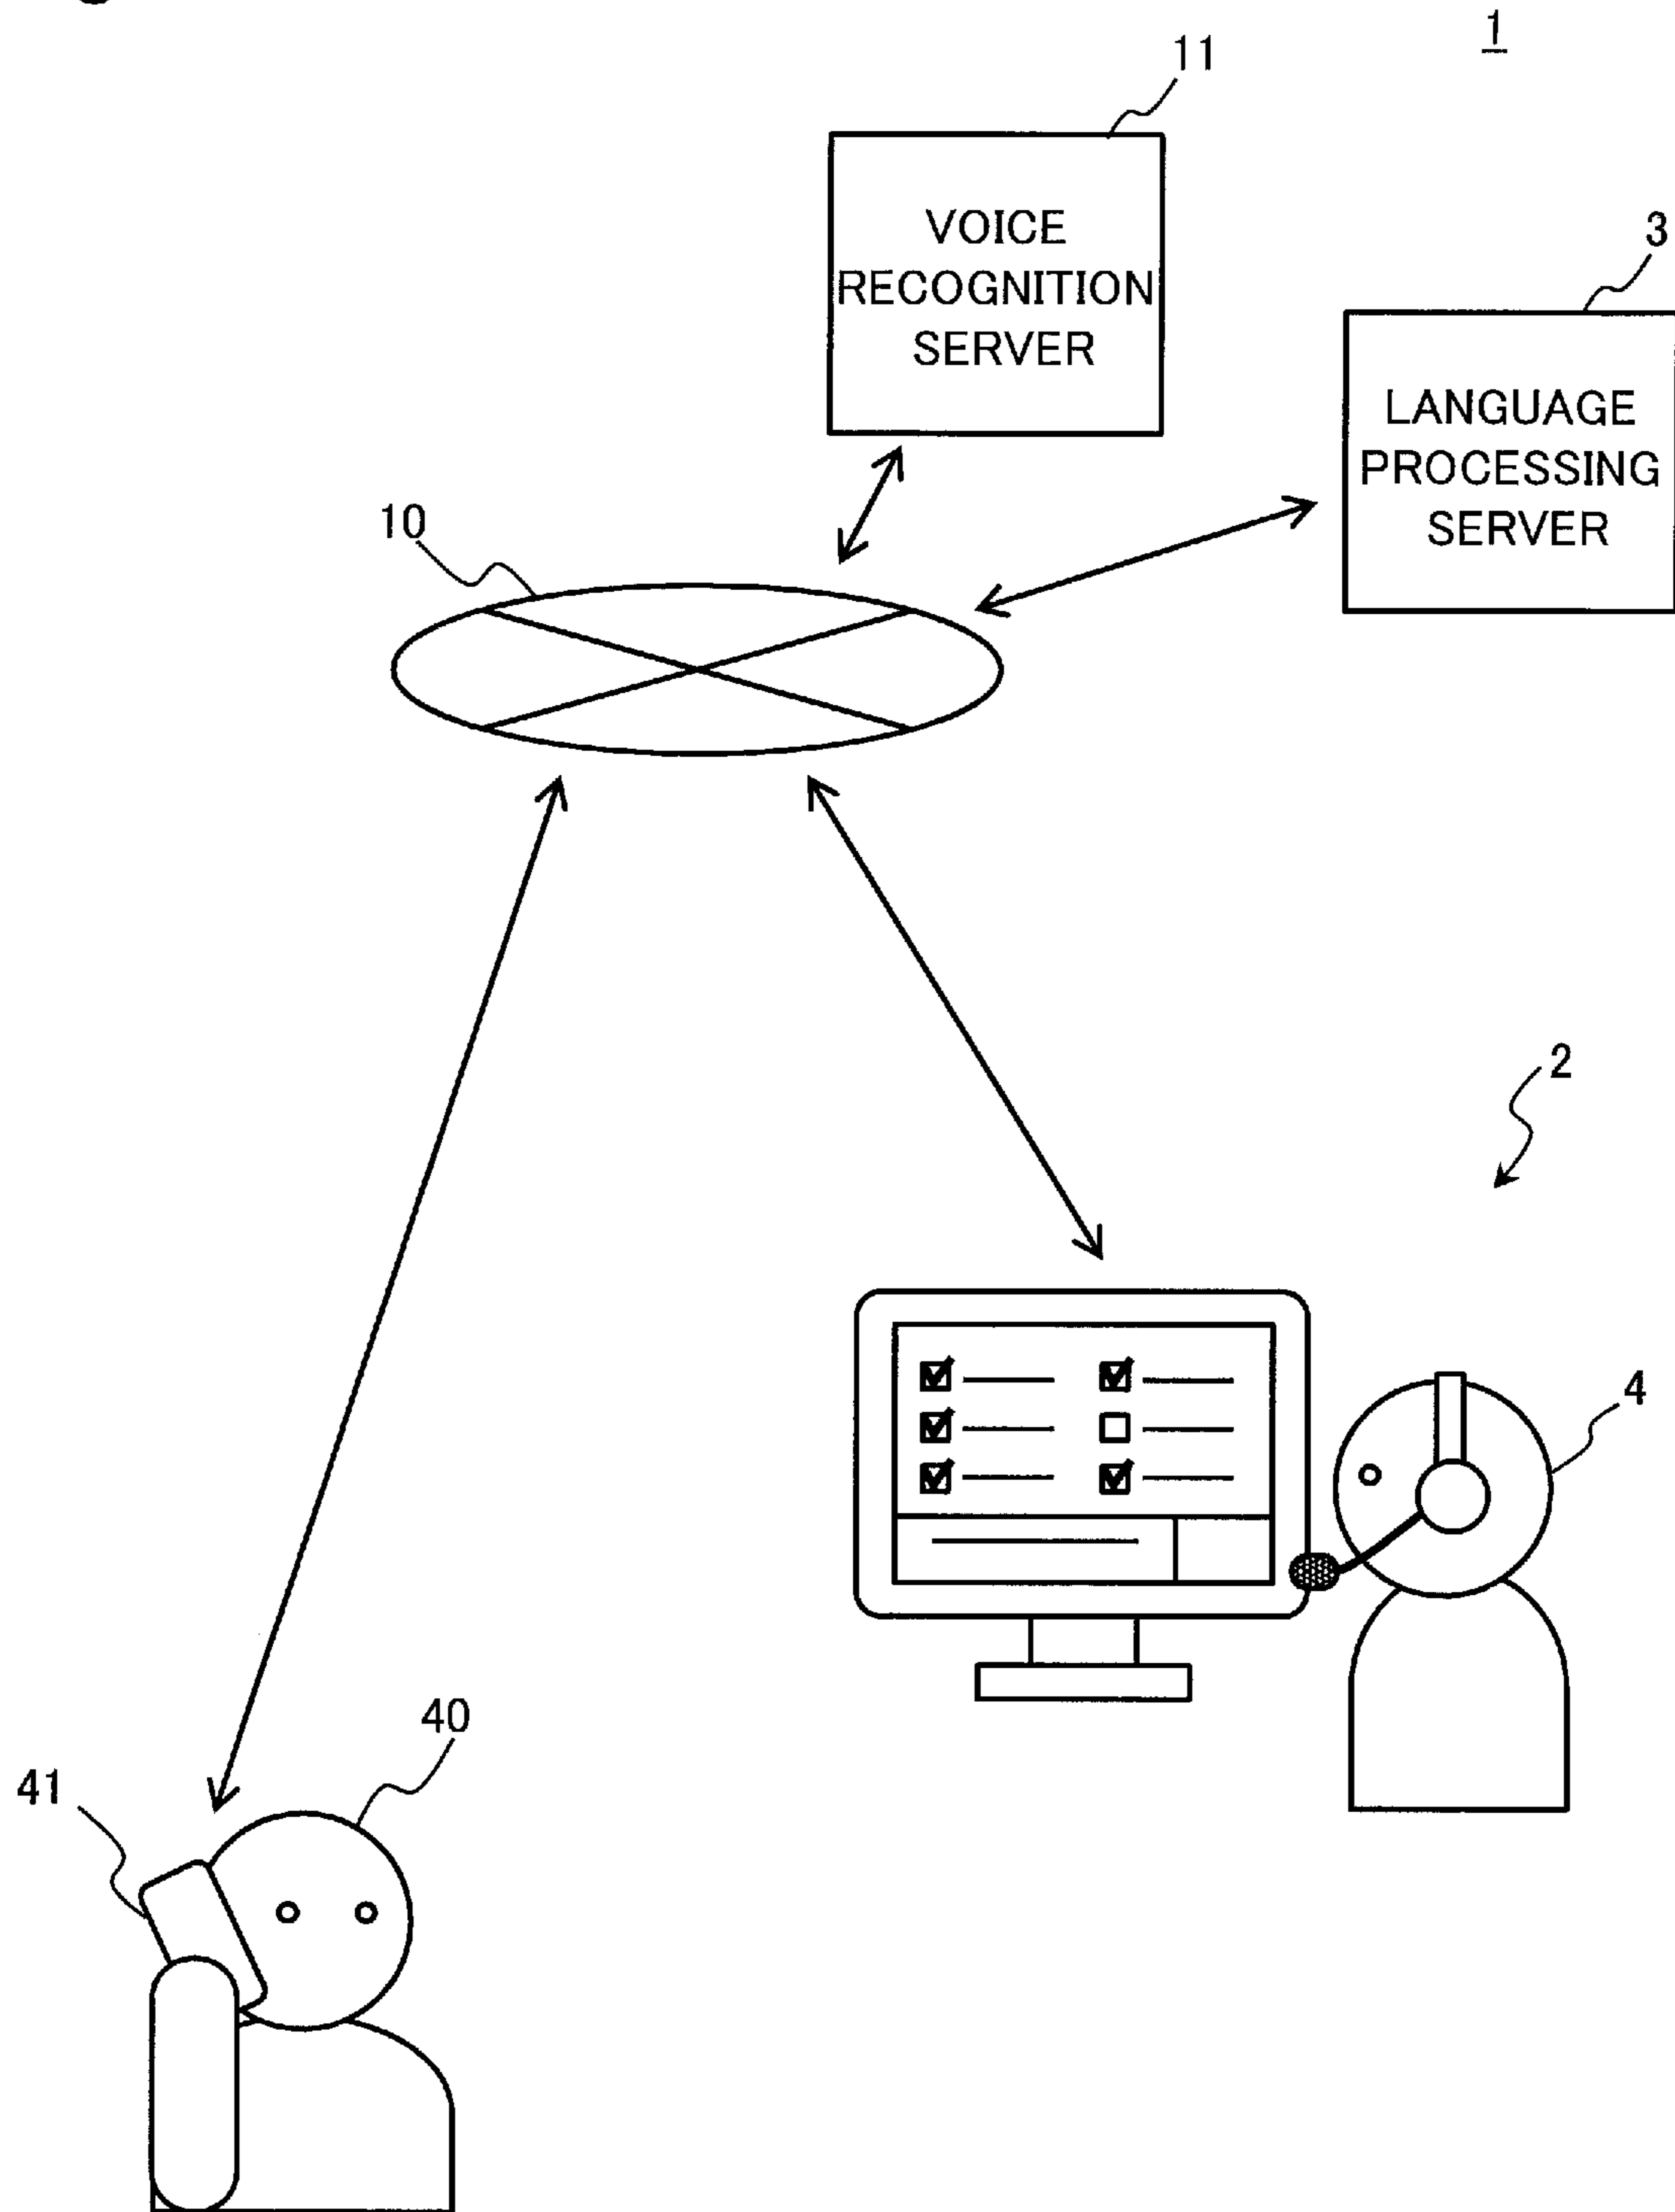 1
11
VOICE
RECOGNITION
SERVER
3
LANGUAGE
PROCESSING
SERVER
10
2
4
40
41